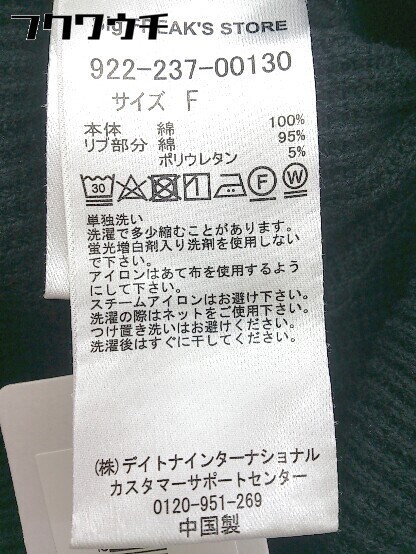 フクワウチ
PEAK'S STORE
922-237-00130
サイズ F
本体 綿 100%
リブ部分 綿 95%
ポリウレタン 5%
30 F W
単独洗い
洗濯で多少縮むことがあります。
蛍光増白剤入り洗剤を使用しない
で下さい。
アイロンはあて布を使用するよう
にして下さい。
スチームアイロンはお避け下さい。
洗濯の際はネットをご使用下さい。
つけ置き洗いはお避けください。
洗濯後はすぐに干してください。
(株)デイトナインターナショナル
カスタマーサポートセンター
0120-951-269
中国製